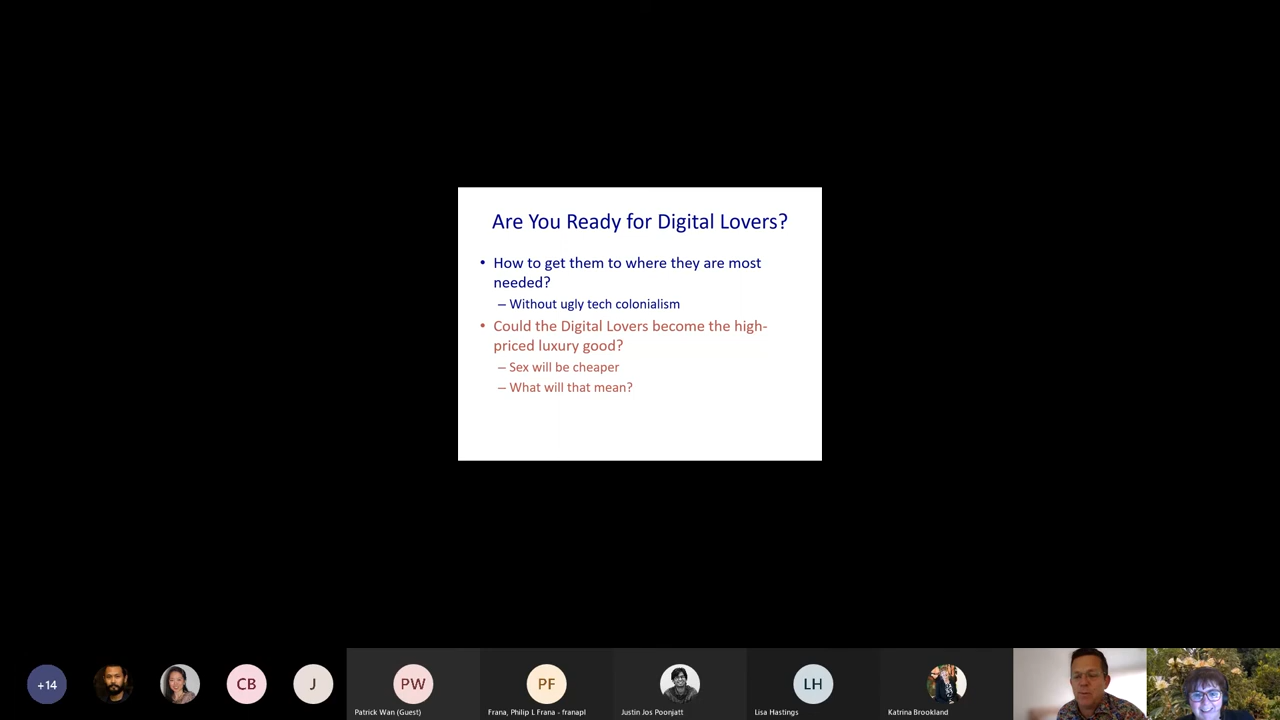 Are You Ready for Digital Lovers?
• How to get them to where they are most
needed?
– Without ugly tech colonialism
• Could the Digital Lovers become the high-
priced luxury good?
– Sex will be cheaper
– What will that mean?
+14
CB
J
PW
PF
LH
Patrick Wan (Guest)
Frana, Philip L Frana - franapl
Justin Jos Poonjatt
Lisa Hastings
Katrina Brookland